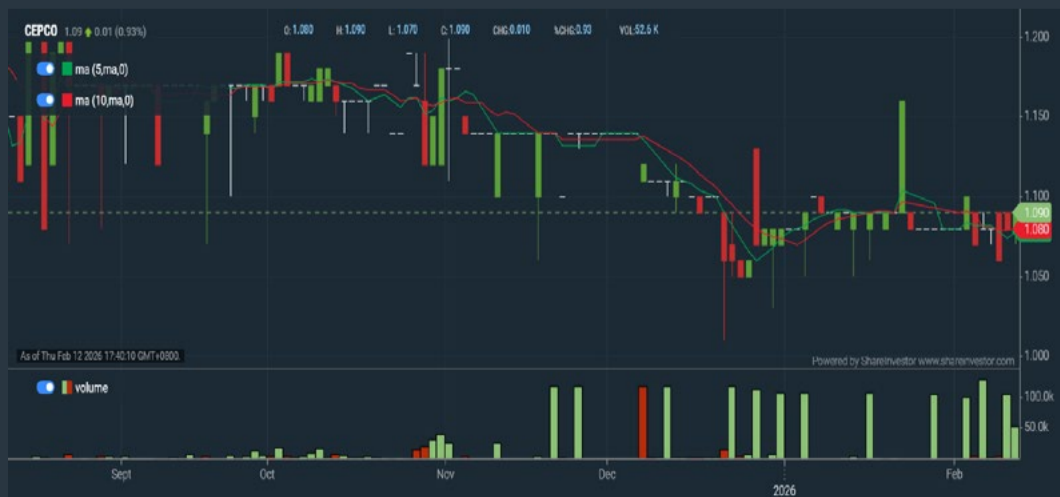 CEPCO 1.09 0.01 (0.93%) O: 1.080 H: 1.090 L: 1.070 C: 1.090 CHG:0.010 %CHG:0.93 VOL:52.6 K
ma (5,ma,0)
ma (10,ma,0)
1.200
1.150
1.100
1.090
1.080
1.050
1.000
As of Thu Feb 12 2026 17:40:10 GMT+0800.
Powered by ShareInvestor www.shareinvestor.com
volume
100.0k
50.0k
Sept Oct Nov Dec Feb
2026